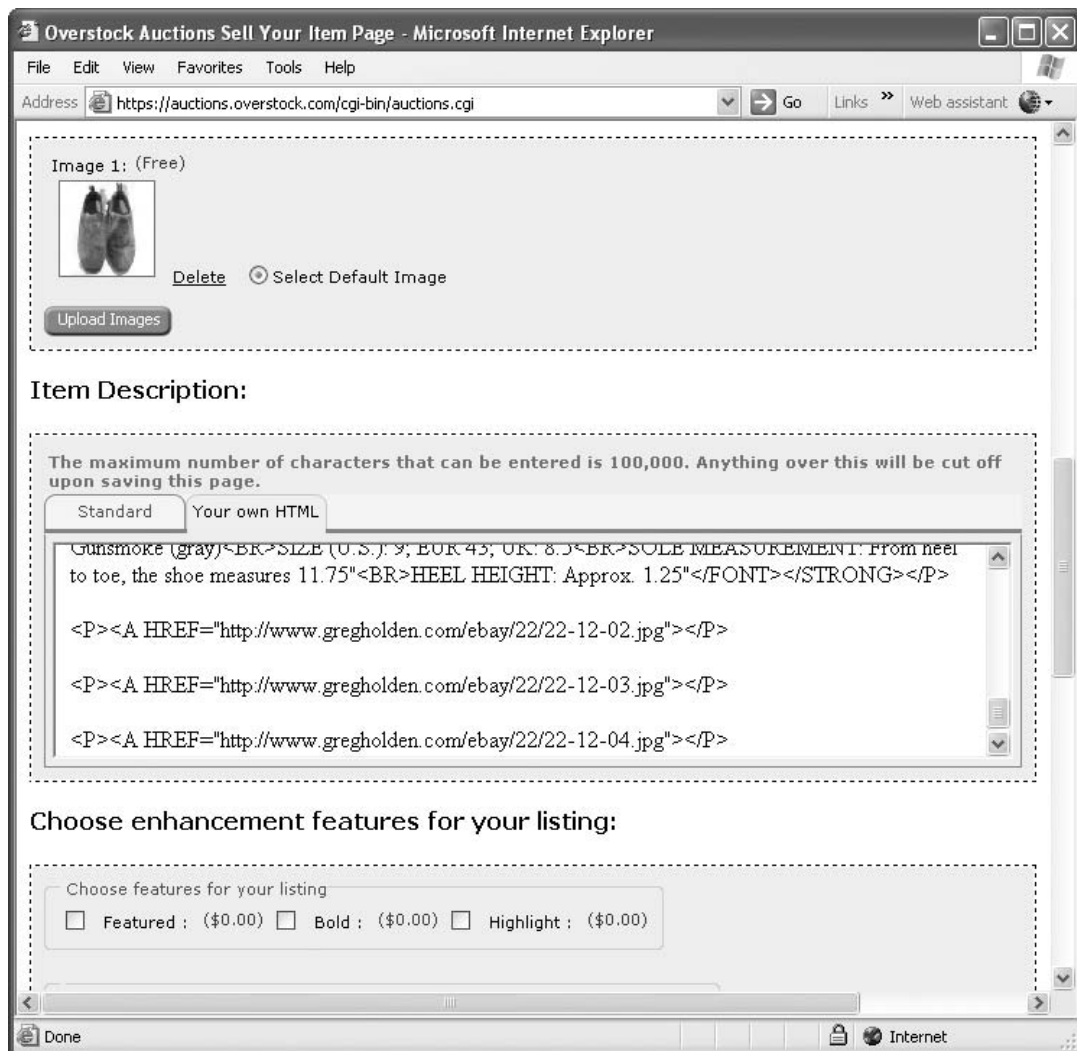 Overstock Auctions Sell Your Item Page - Microsoft Internet Explorer
File Edit View Favorites Tools Help
Address https://auctions.overstock.com/cgi-bin/auctions.cgi Go Links » Web assistant
Image 1: (Free)
Delete Select Default Image
Upload Images
Item Description:
The maximum number of characters that can be entered is 100,000. Anything over this will be cut off
upon saving this page.
Standard Your own HTML
Gunsmoke (gray)<BR>SIZE (U.S.): 9; EUR 43; UK: 8.5<BR>SOLE MEASUREMENT: From heel
to toe, the shoe measures 11.75"<BR>HEEL HEIGHT: Approx. 1.25"</FONT></STRONG></P>
<P><A HREF="http://www.gregholden.com/ebay/22/22-12-02.jpg"></P>
<P><A HREF="http://www.gregholden.com/ebay/22/22-12-03.jpg"></P>
<P><A HREF="http://www.gregholden.com/ebay/22/22-12-04.jpg"></P>
Choose enhancement features for your listing:
Choose features for your listing
Featured : ($0.00) Bold : ($0.00) Highlight : ($0.00)
Done Internet